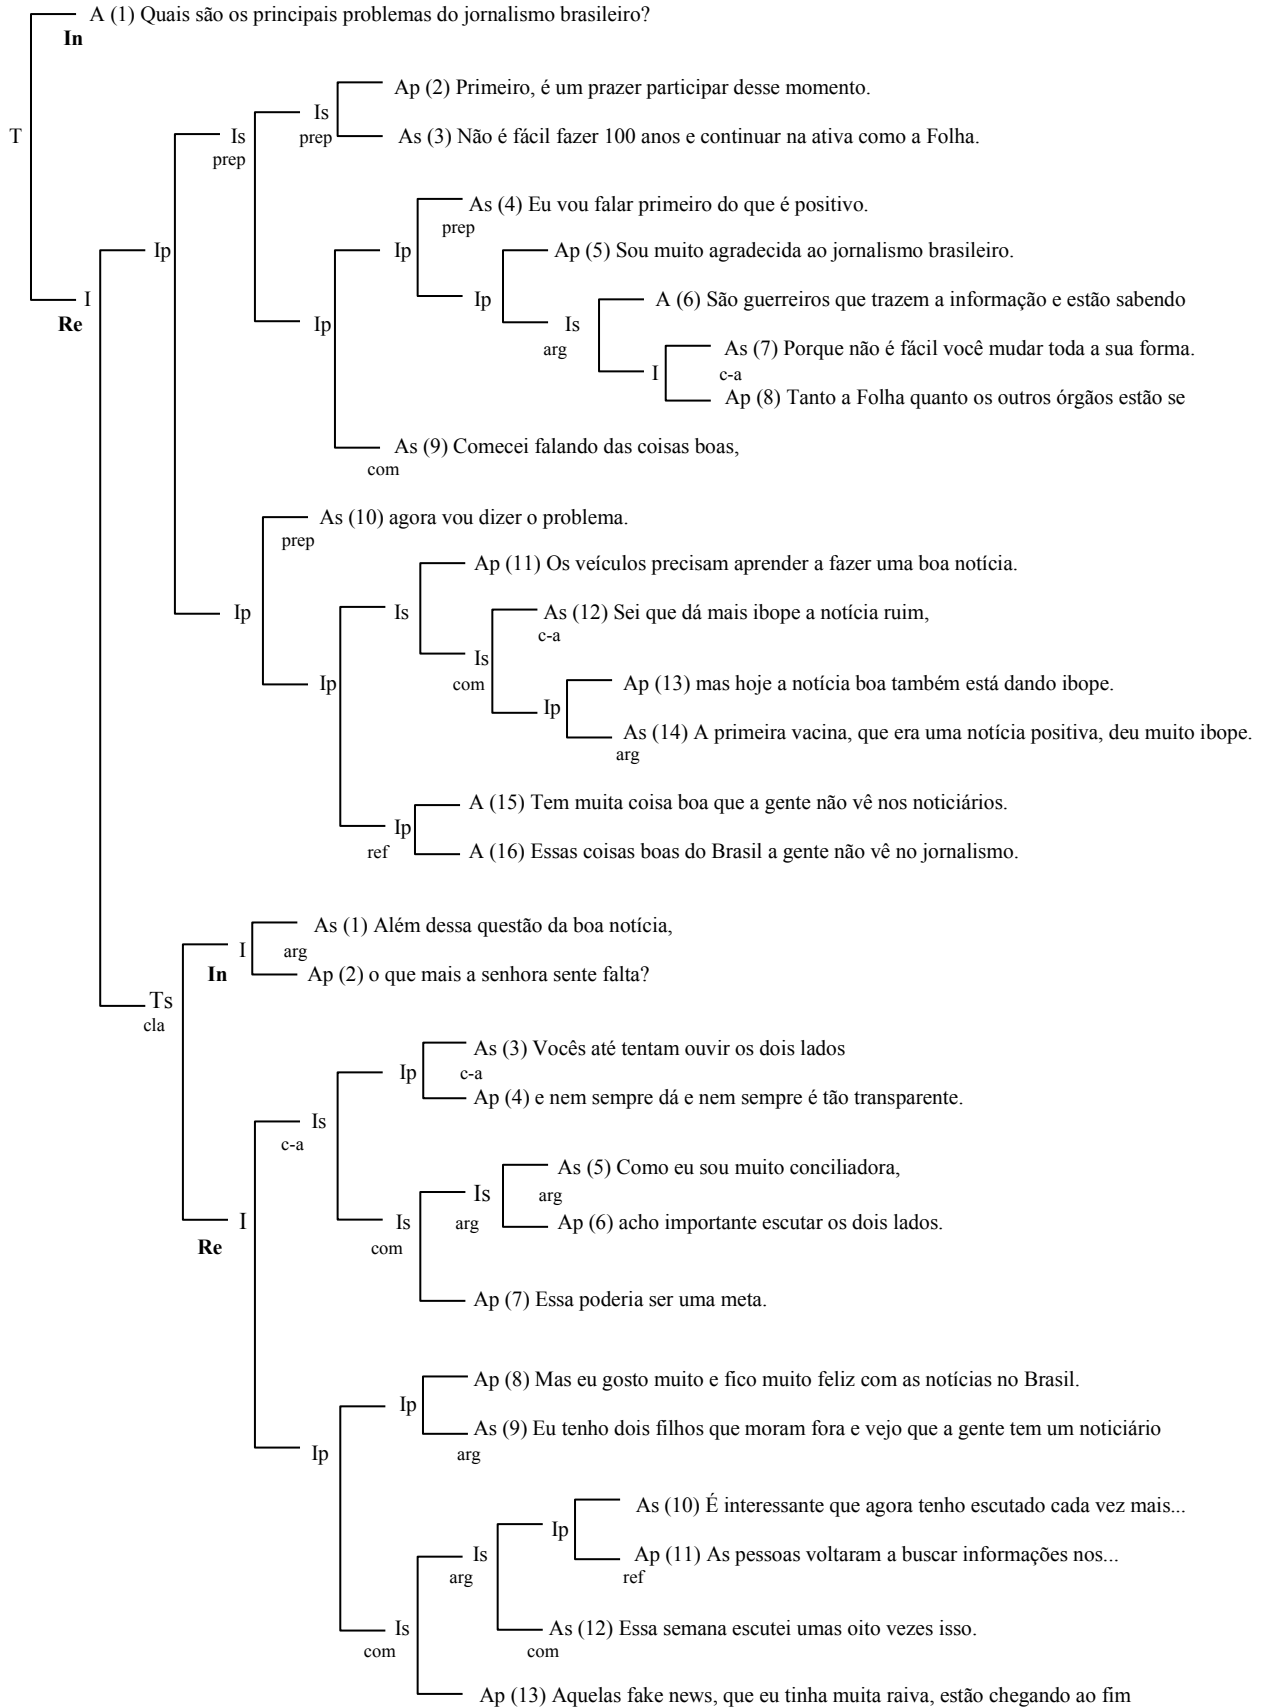 A (1) Quais são os principais problemas do jornalismo brasileiro?
In
Ap (2) Primeiro, é um prazer participar desse momento.
Is
prep
As (3) Não é fácil fazer 100 anos e continuar na ativa como a Folha.
T
Is
prep
As (4) Eu vou falar primeiro do que é positivo.
prep
Ip
Ip
Ap (5) Sou muito agradecida ao jornalismo brasileiro.
I
Re
Ip
A (6) São guerreiros que trazem a informação e estão sabendo
Ip
Is
arg
As (7) Porque não é fácil você mudar toda a sua forma.
c-a
I
Ap (8) Tanto a Folha quanto os outros órgãos estão se
As (9) Comecei falando das coisas boas,
com
As (10) agora vou dizer o problema.
prep
Ap (11) Os veículos precisam aprender a fazer uma boa notícia.
Ip
Is
As (12) Sei que dá mais ibope a notícia ruim,
c-a
Is
com
Ip
Ap (13) mas hoje a notícia boa também está dando ibope.
Ip
As (14) A primeira vacina, que era uma notícia positiva, deu muito ibope.
arg
A (15) Tem muita coisa boa que a gente não vê nos noticiários.
Ip
ref
A (16) Essas coisas boas do Brasil a gente não vê no jornalismo.
As (1) Além dessa questão da boa notícia,
arg
I
In
Ap (2) o que mais a senhora sente falta?
Ts
cla
As (3) Vocês até tentam ouvir os dois lados
c-a
Ip
Ap (4) e nem sempre dá e nem sempre é tão transparente.
Is
c-a
As (5) Como eu sou muito conciliadora,
arg
Is
arg
Ap (6) acho importante escutar os dois lados.
Is
com
I
Re
Ap (7) Essa poderia ser uma meta.
Ap (8) Mas eu gosto muito e fico muito feliz com as notícias no Brasil.
Ip
As (9) Eu tenho dois filhos que moram fora e vejo que a gente tem um noticiário
arg
Ip
As (10) É interessante que agora tenho escutado cada vez mais...
Ip
Ap (11) As pessoas voltaram a buscar informações nos...
ref
Is
arg
As (12) Essa semana escutei umas oito vezes isso.
com
Is
com
Ap (13) Aquelas fake news, que eu tinha muita raiva, estão chegando ao fim